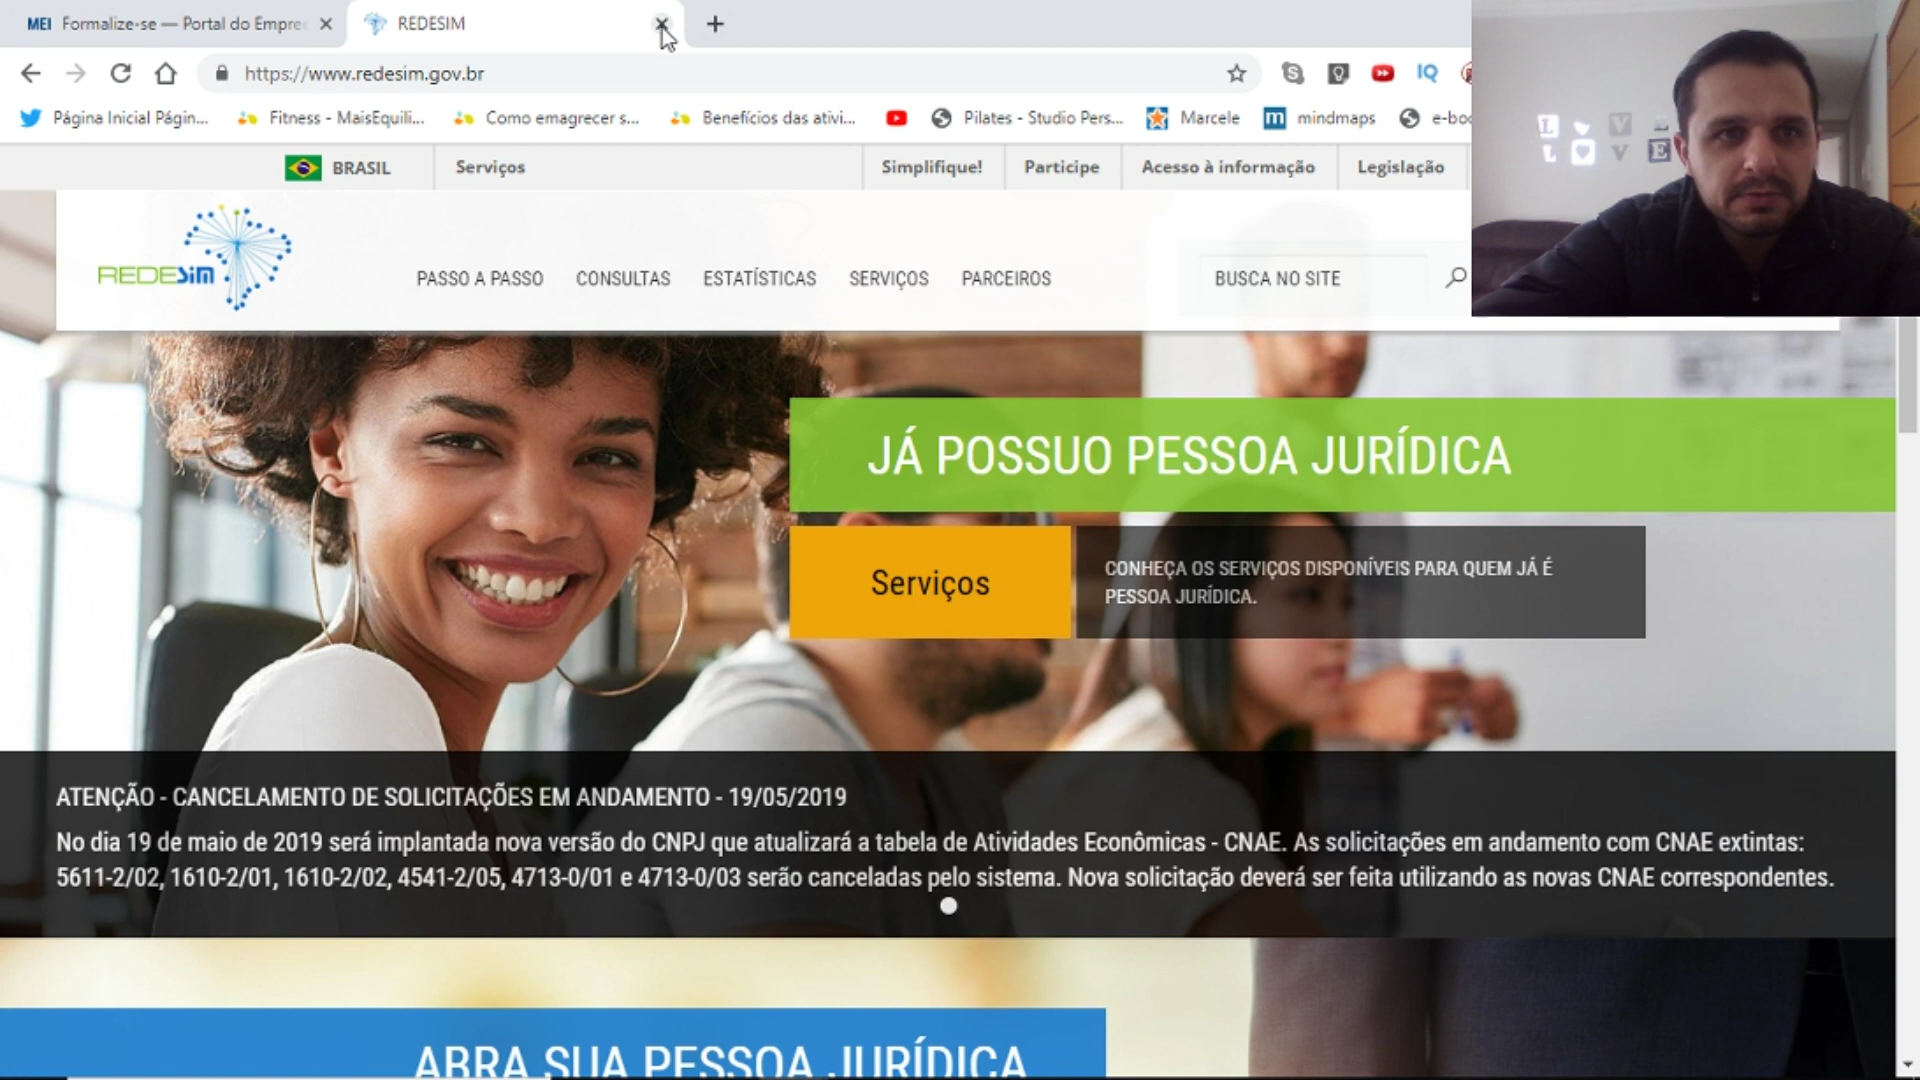 MEI Formalize-se — Portal do Empre
REDESIM
https://www.redesim.gov.br
IQ
Página Inicial Págin...
Fitness - MaisEquili...
Como emagrecer s...
Benefícios das ativi...
Pilates - Studio Pers...
Marcele
m mindmaps
e-boo
BRASIL
Serviços
Simplifique!
Participe
Acesso à informação
Legislação
L V
L V E
REDESIM
PASSO A PASSO
CONSULTAS
ESTATÍSTICAS
SERVIÇOS
PARCEIROS
BUSCA NO SITE
JÁ POSSUO PESSOA JURÍDICA
Serviços
CONHEÇA OS SERVIÇOS DISPONÍVEIS PARA QUEM JÁ É
PESSOA JURÍDICA.
ATENÇÃO - CANCELAMENTO DE SOLICITAÇÕES EM ANDAMENTO - 19/05/2019
No dia 19 de maio de 2019 será implantada nova versão do CNPJ que atualizará a tabela de Atividades Econômicas - CNAE. As solicitações em andamento com CNAE extintas:
5611-2/02, 1610-2/01, 1610-2/02, 4541-2/05, 4713-0/01 e 4713-0/03 serão canceladas pelo sistema. Nova solicitação deverá ser feita utilizando as novas CNAE correspondentes.
ABRA SUA PESSOA JURÍDICA